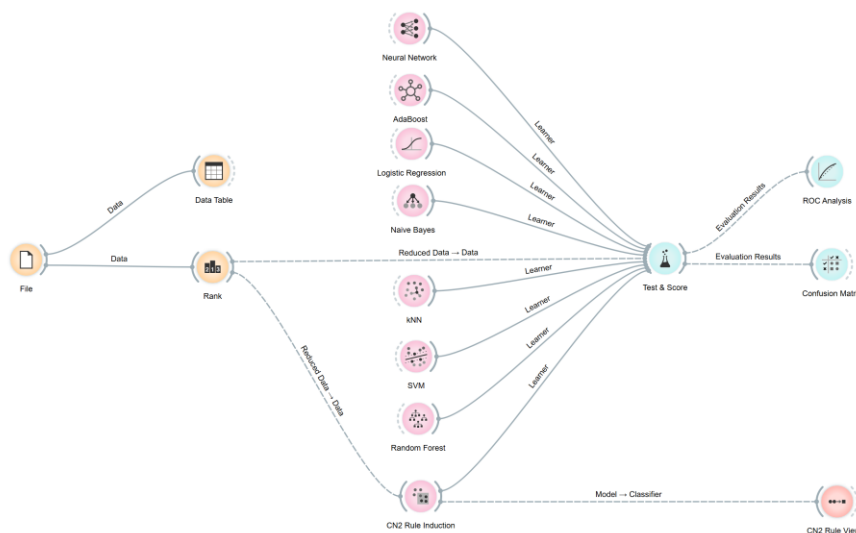 Neural Network
Learner
AdaBoost
Learner
Logistic Regression
Learner
Data
Data Table
Naive Bayes
Learner
Evaluation Results
ROC Analysis
File
Data
Rank
Reduced Data → Data
Test & Score
Evaluation Results
Confusion Matr
Learner
kNN
Learner
SVM
Learner
Random Forest
Learner
Reduced Data → Data
CN2 Rule Induction
Model → Classifier
CN2 Rule View